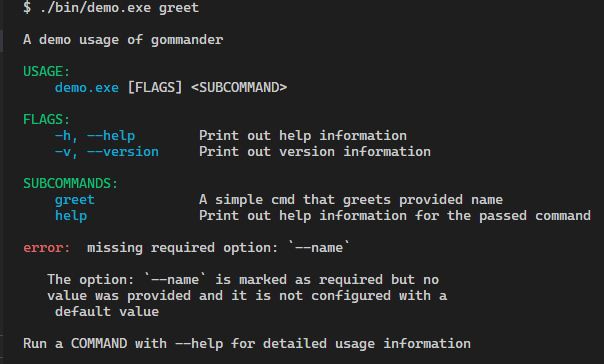 $ ./bin/demo.exe greet
A demo usage of gommander
USAGE:
demo.exe [FLAGS] <SUBCOMMAND>
FLAGS:
-h, --help Print out help information
-v, --version Print out version information
SUBCOMMANDS:
greet A simple cmd that greets provided name
help Print out help information for the passed command
error: missing required option: `--name`
The option: `--name` is marked as required but no
value was provided and it is not configured with a
default value
Run a COMMAND with --help for detailed usage information